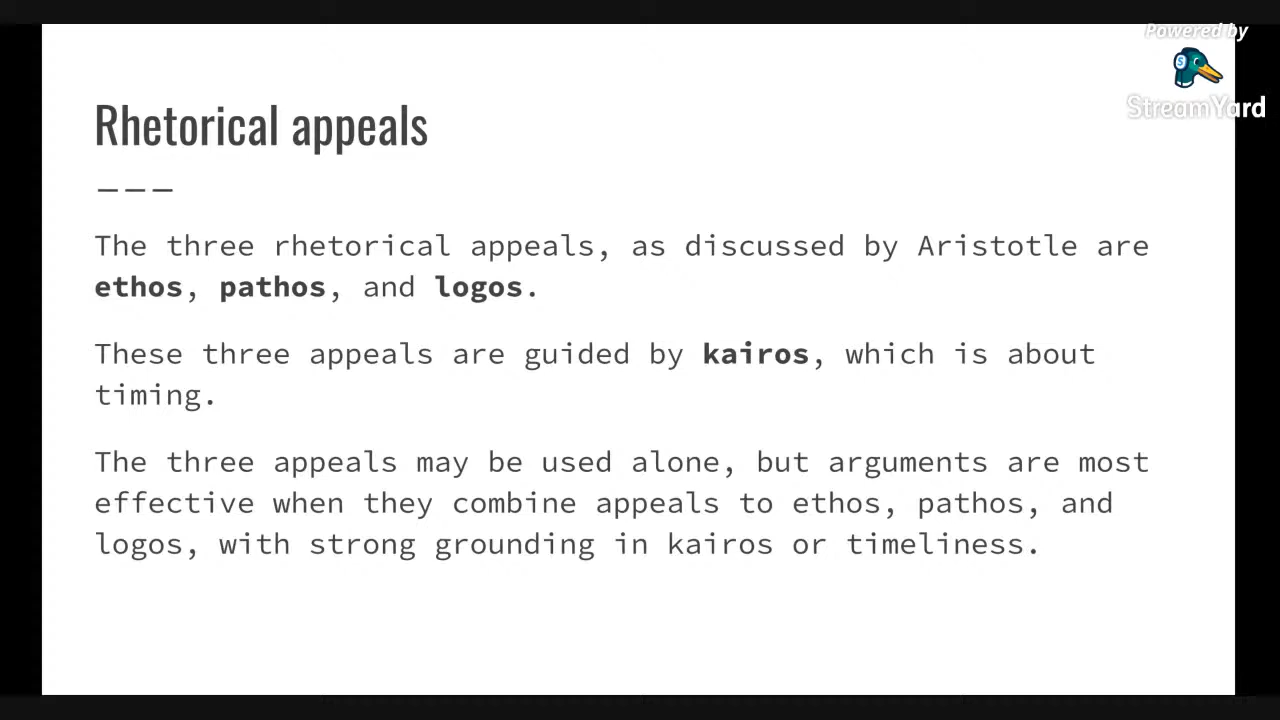 Powered by
StreamYard
Rhetorical appeals
———
The three rhetorical appeals, as discussed by Aristotle are
ethos, pathos, and logos.
These three appeals are guided by kairos, which is about
timing.
The three appeals may be used alone, but arguments are most
effective when they combine appeals to ethos, pathos, and
logos, with strong grounding in kairos or timeliness.